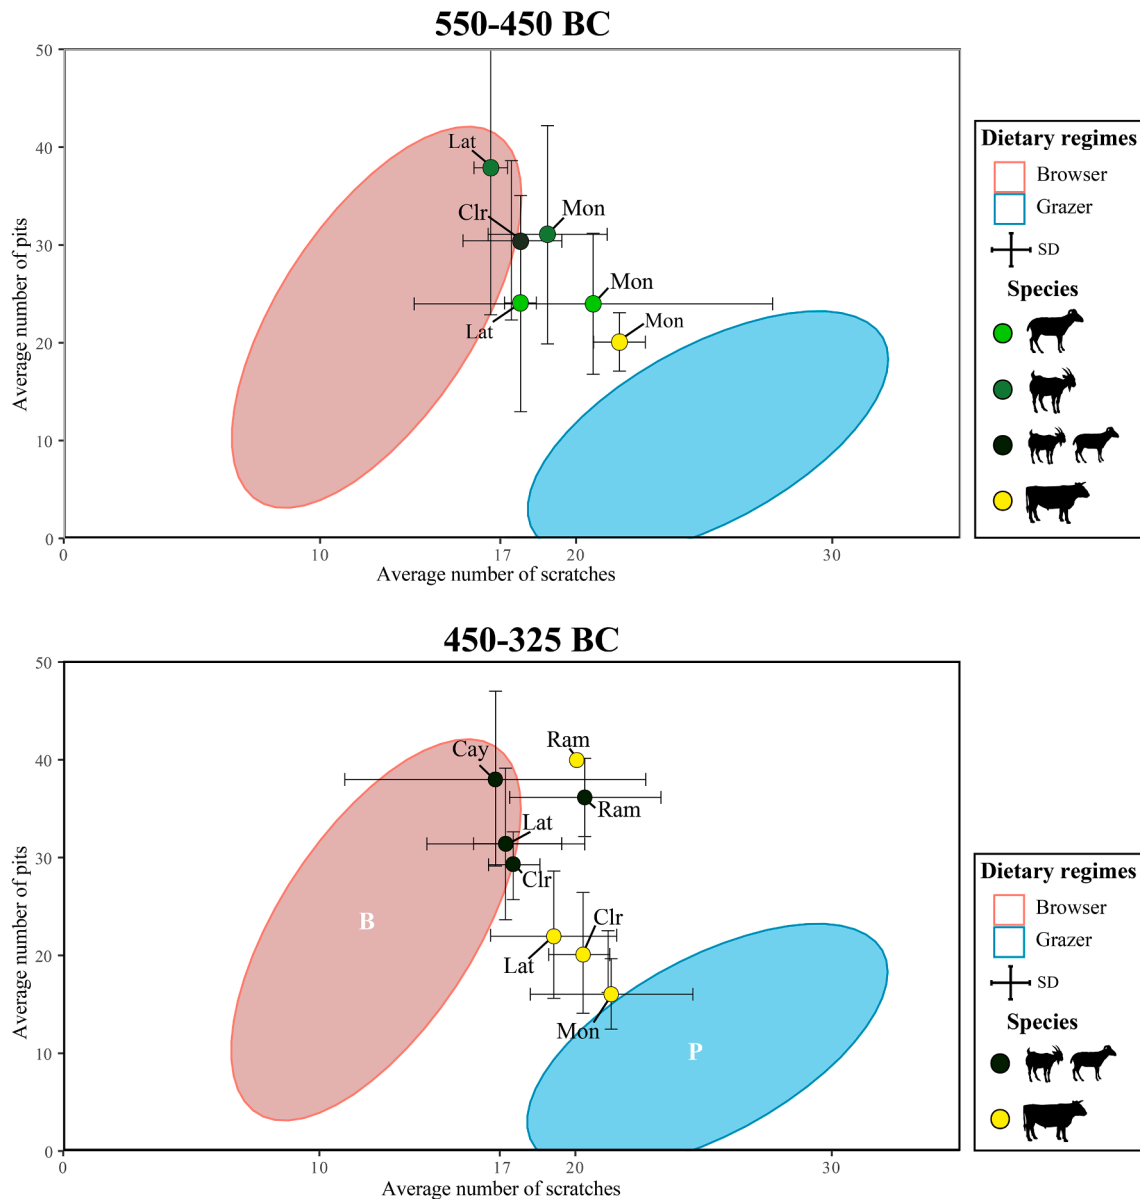 550-450 BC
50
40
30
20
10
0
Average number of pits
Lat
Clr
Mon
Mon
Lat
Mon
0
10
17
20
30
Average number of scratches
Dietary regimes
Browser
Grazer
SD
Species
450-325 BC
50
40
30
20
10
0
Average number of pits
Ram
Cay
Ram
Lat
Clr
B
Clr
Lat
Mon
P
0
10
17
20
30
Average number of scratches
Dietary regimes
Browser
Grazer
SD
Species